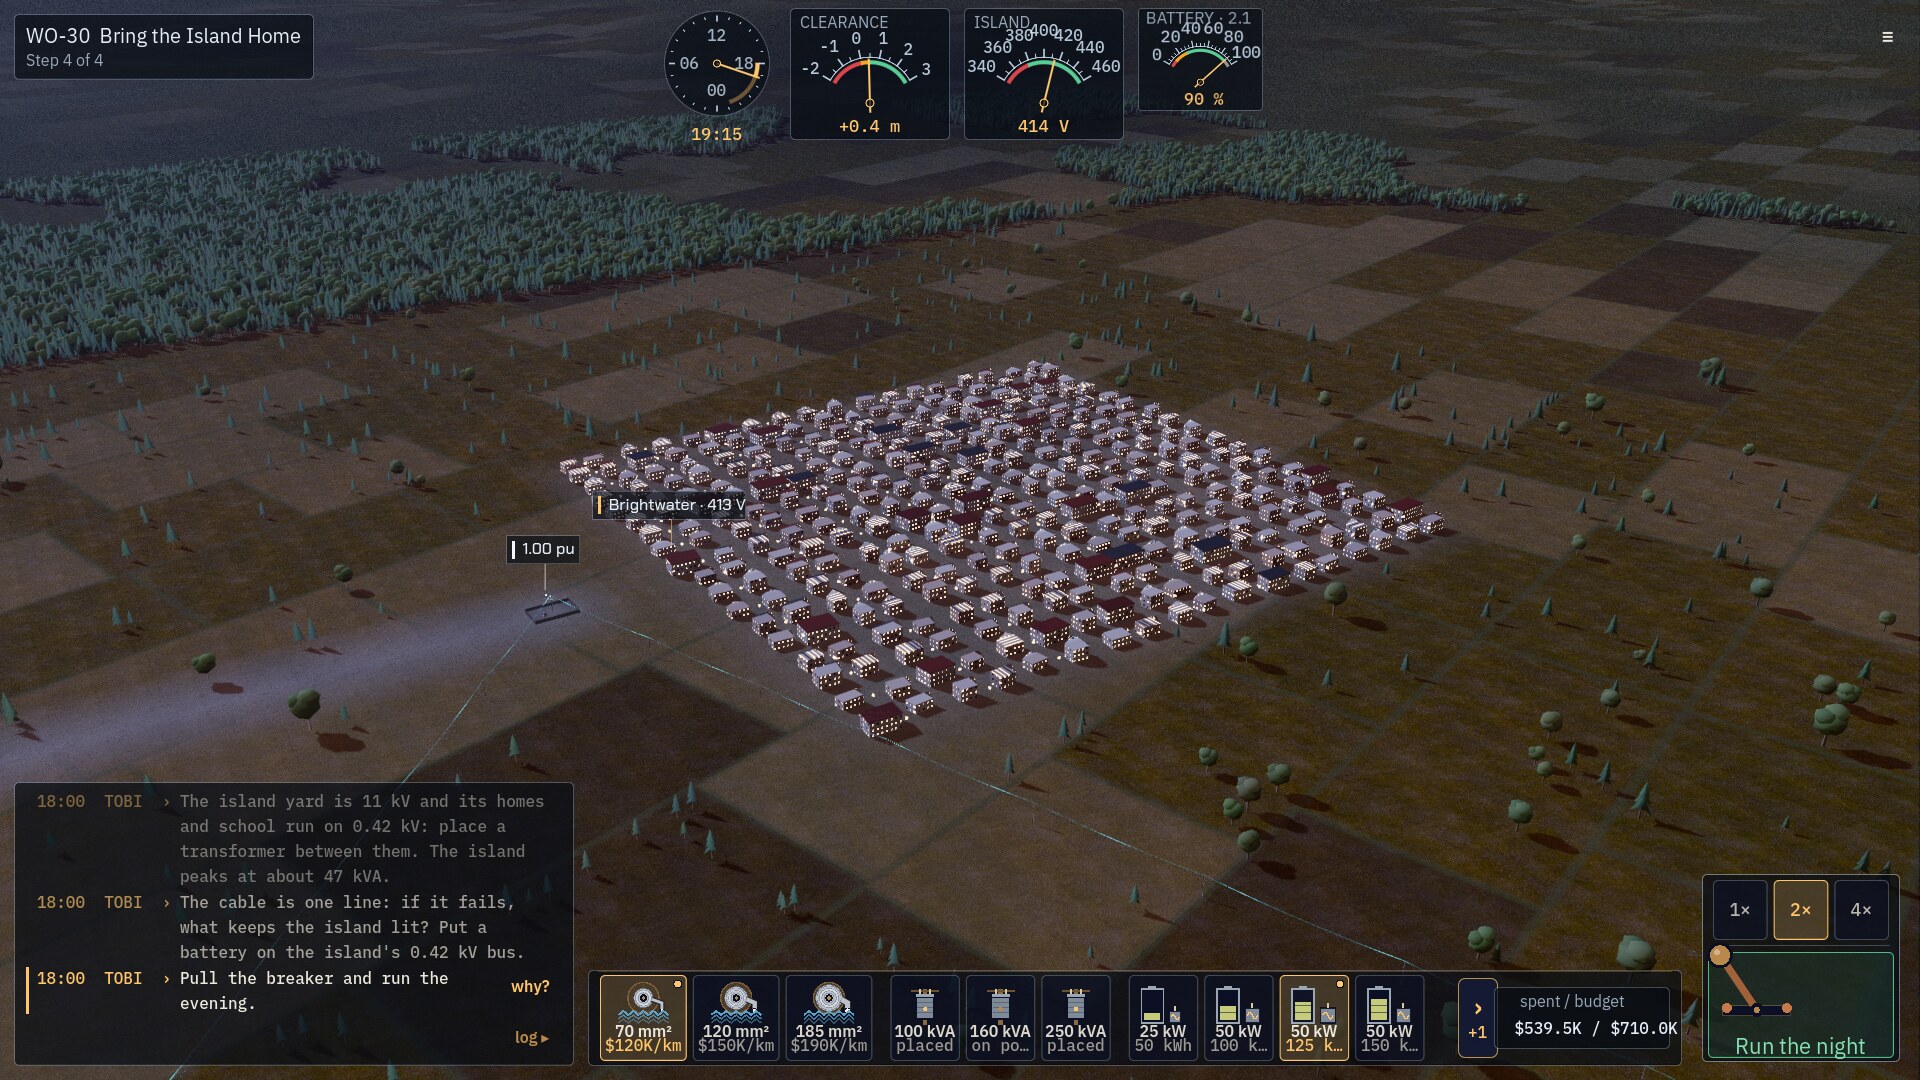 WO-30 Bring the Island Home
Step 4 of 4
12
06
18
00
19:15
CLEARANCE
-2 -1 0 1 2 3
+0.4 m
ISLAND
340 360 380 400 420 440 460
414 V
BATTERY · 2.1
0 20 40 60 80 100
90 %
≡
Brightwater · 413 V
1.00 pu
18:00 TOBI › The island yard is 11 kV and its homes
and school run on 0.42 kV: place a
transformer between them. The island
peaks at about 47 kVA.
18:00 TOBI › The cable is one line: if it fails,
what keeps the island lit? Put a
battery on the island's 0.42 kV bus.
18:00 TOBI › Pull the breaker and run the
evening.
why?
log ▸
70 mm²
$120K/km
120 mm²
$150K/km
185 mm²
$190K/km
100 kVA
placed
160 kVA
on po…
250 kVA
placed
25 kW
50 kWh
50 kW
100 k…
50 kW
125 k…
50 kW
150 k…
›
+1
spent / budget
$539.5K / $710.0K
1×
2×
4×
Run the night